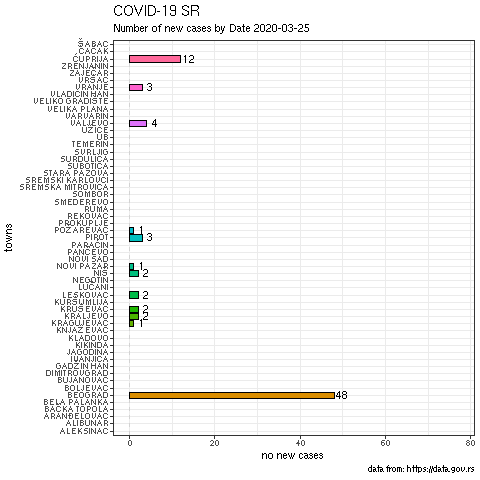 COVID-19 SR
Number of new cases by Date 2020-03-25
towns
ŠABAC
ČAČAK
ĆUPRIJA 12
ZRENJANIN
ZAJEČAR
VRŠAC
VRANJE 3
VLADIČIN HAN
VELIKO GRADIŠTE
VELIKA PLANA
VARVARIN
VALJEVO 4
UŽICE
UB
TEMERIN
SVRLJIG
SURDULICA
SUBOTICA
STARA PAZOVA
SREMSKI KARLOVCI
SREMSKA MITROVICA
SOMBOR
SMEDEREVO
RUMA
REKOVAC
PROKUPLJE
POŽAREVAC 1
PIROT 3
PARAĆIN
PANČEVO
NOVI SAD
NOVI PAZAR 1
NIŠ 2
NEGOTIN
LUČANI
LESKOVAC 2
KURŠUMLIJA
KRUŠEVAC 2
KRALJEVO 2
KRAGUJEVAC 1
KNJAŽEVAC
KLADOVO
KIKINDA
JAGODINA
IVANJICA
GADŽIN HAN
DIMITROVGRAD
BUJANOVAC
BOLJEVAC
BEOGRAD 48
BELA PALANKA
BAČKA TOPOLA
ARANĐELOVAC
ALIBUNAR
ALEKSINAC
0 20 40 60 80
no new cases
data from: https://data.gov.rs